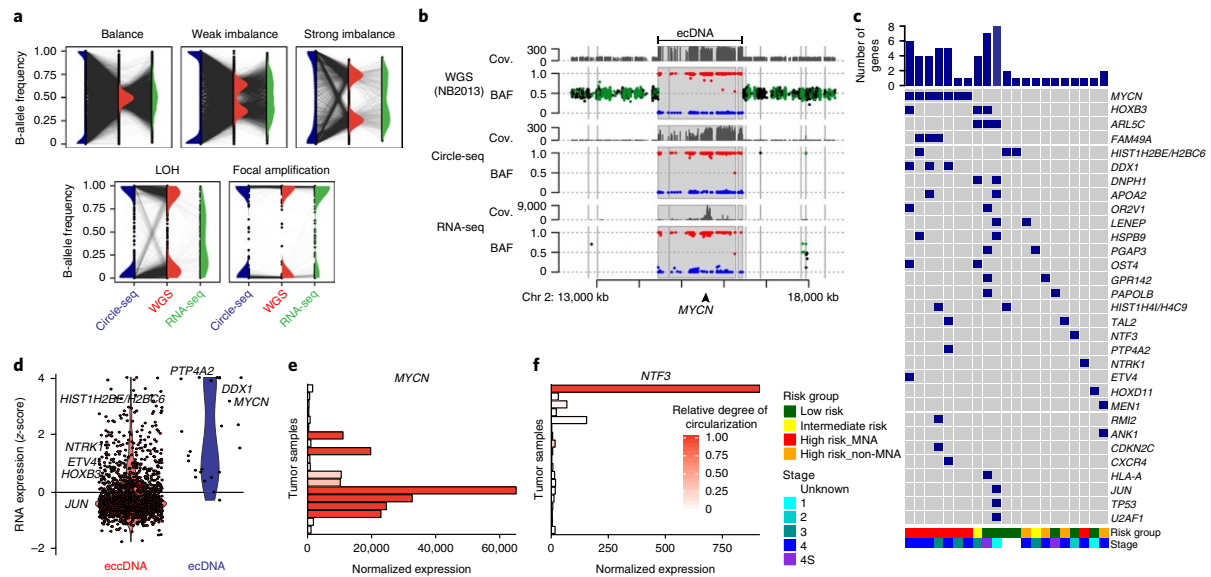 a
Balance
Weak imbalance
Strong imbalance
B-allele frequency
1.00
0.75
0.50
0.25
0
LOH
Focal amplification
B-allele frequency
1.00
0.75
0.50
0.25
0
Circle-seq
WGS
RNA-seq
Circle-seq
WGS
RNA-seq
b
ecDNA
WGS
(NB2013)
Cov.
300
0
BAF
1.0
0.5
0
Circle-seq
Cov.
300
0
BAF
1.0
0.5
0
RNA-seq
Cov.
9,000
0
BAF
1.0
0.5
0
Chr 2: 13,000 kb
18,000 kb
MYCN
c
Number of
genes
8
6
4
2
0
MYCN
HOXB3
ARL5C
FAM49A
HIST1H2BE/H2BC6
DDX1
DNPH1
APOA2
OR2V1
LENEP
HSPB9
PGAP3
OST4
GPR142
PAPOLB
HIST1H4I/H4C9
TAL2
NTF3
PTP4A2
NTRK1
ETV4
HOXD11
MEN1
RMI2
ANK1
CDKN2C
CXCR4
HLA-A
JUN
TP53
U2AF1
Risk group
Stage
Risk group
Low risk
Intermediate risk
High risk_MNA
High risk_non-MNA
Stage
Unknown
1
2
3
4
4S
d
RNA expression (z-score)
4
2
0
−2
PTP4A2
DDX1
HIST1H2BE/H2BC6
MYCN
NTRK1
ETV4
HOXB3
JUN
eccDNA
ecDNA
e
MYCN
Tumor samples
0
20,000
40,000
60,000
Normalized expression
f
NTF3
Tumor samples
Relative degree of
circularization
1.00
0.75
0.50
0.25
0
0
250
500
750
Normalized expression